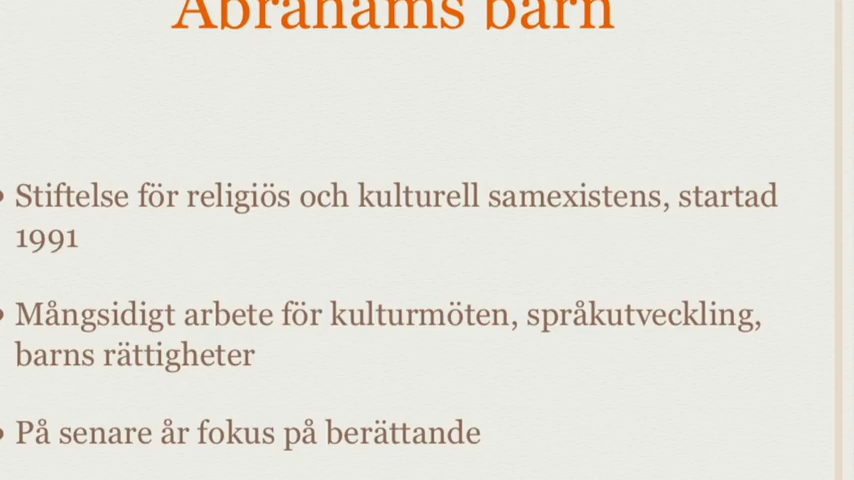 Abrahams barn
• Stiftelse för religiös och kulturell samexistens, startad
1991
• Mångsidigt arbete för kulturmöten, språkutveckling,
barns rättigheter
• På senare år fokus på berättande